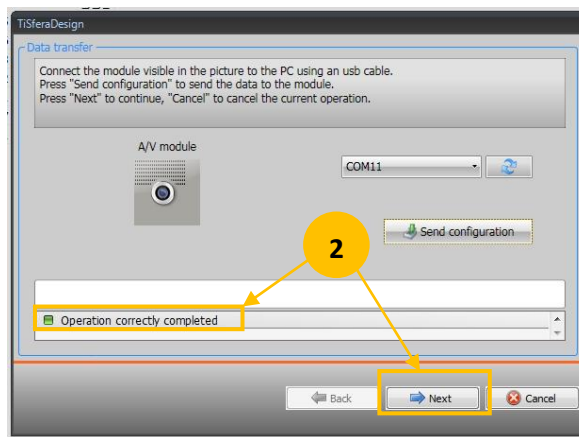 TiSferaDesign
Data transfer
Connect the module visible in the picture to the PC using an usb cable.
Press "Send configuration" to send the data to the module.
Press "Next" to continue, "Cancel" to cancel the current operation.
A/V module
COM11
Send configuration
2
Operation correctly completed
Back
Next
Cancel